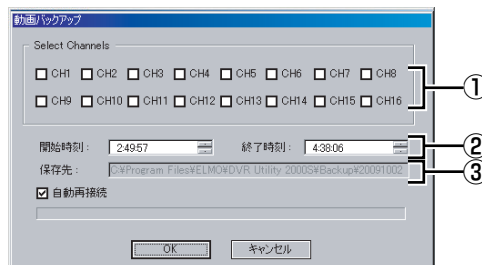 動画バックアップ
Select Channels
CH1 CH2 CH3 CH4 CH5 CH6 CH7 CH8
①
CH9 CH10 CH11 CH12 CH13 CH14 CH15 CH16
開始時刻： 2:49:57 終了時刻： 4:38:06
②
保存先： C:¥Program Files¥ELMO¥DVR Utility 2000S¥Backup¥20091002
③
自動再接続
OK キャンセル